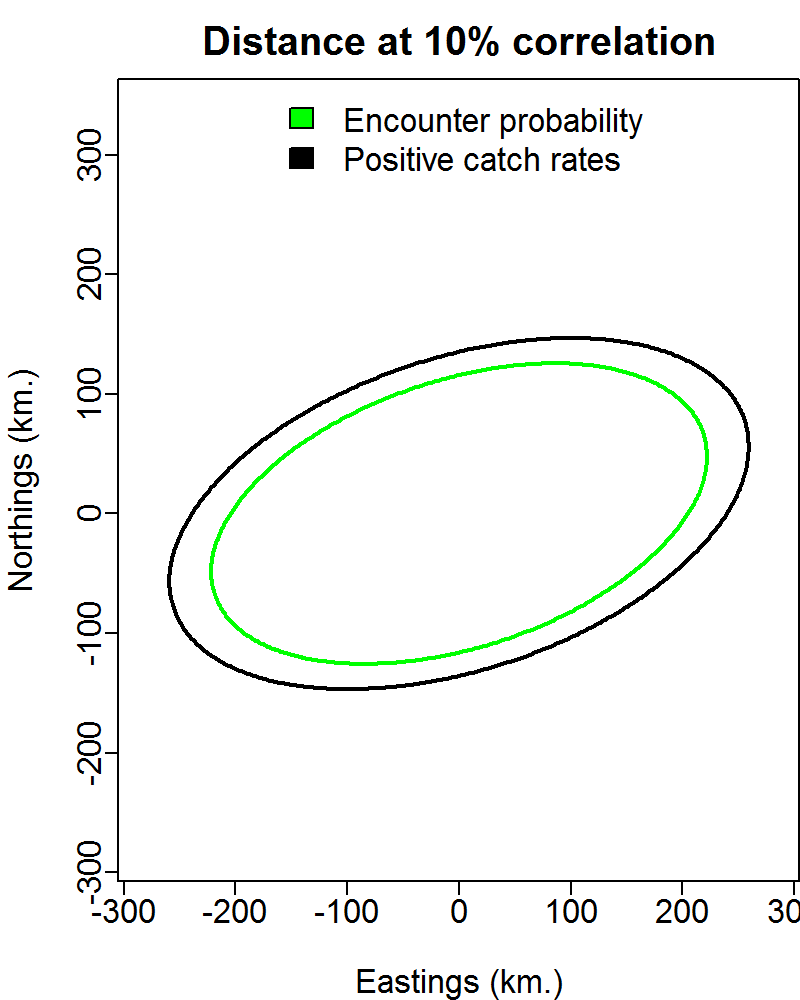 Distance at 10% correlation
Encounter probability
Positive catch rates
300
200
100
0
-100
-200
-300
Northings (km.)
-300 -200 -100 0 100 200 30
Eastings (km.)